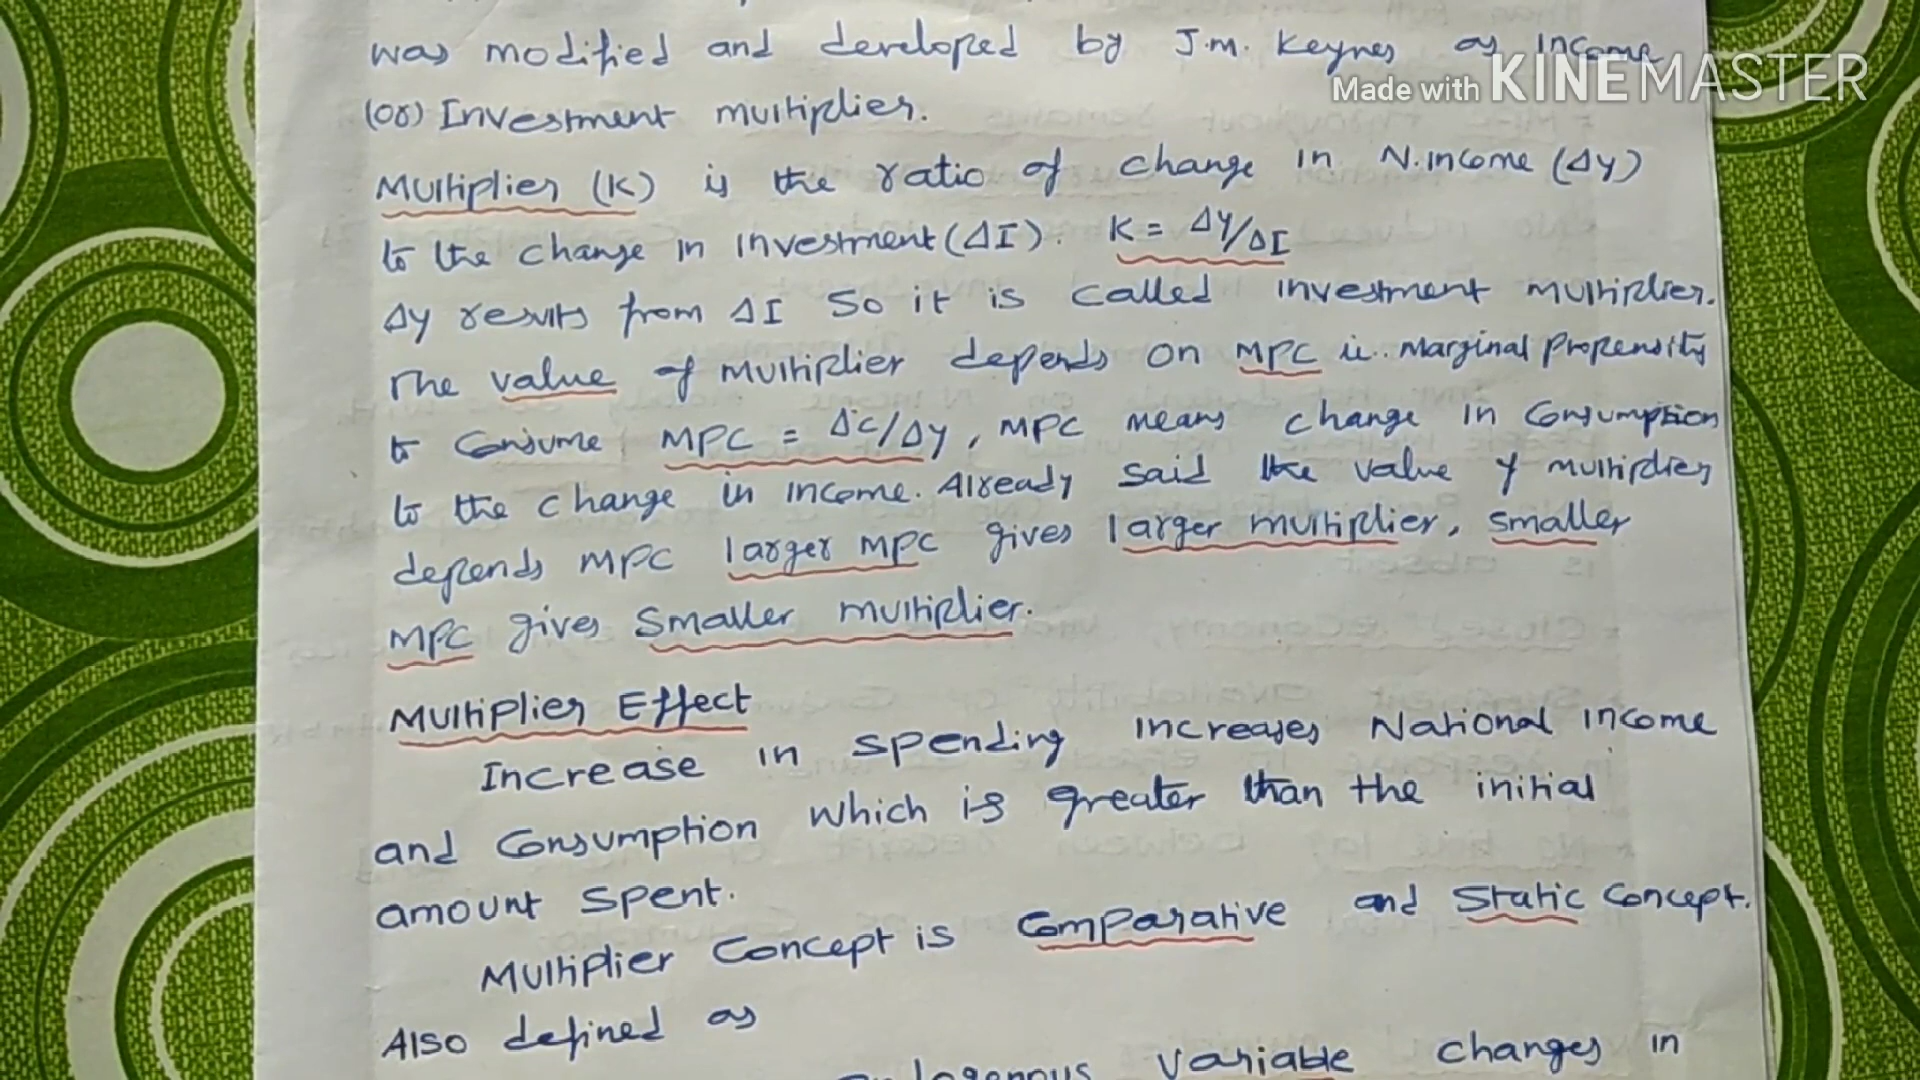 was modified and developed by J.M. Keynes as Income
Made with KINEMASTER
(or) Investment multiplier.
Multiplier (K) is the ratio of change in N.income (Δy)
to the change in investment (ΔI). K = Δy/ΔI
Δy results from ΔI So it is called investment multiplier.
The value of multiplier depends on MPC ie.. Marginal Propensity
to Consume MPC = Δc/Δy, MPC means change in Consumption
to the change in income. Already said the value of multiplier
depends MPC larger MPC gives larger multiplier, smaller
MPC gives smaller multiplier.
Multiplier Effect
Increase in spending increases National income
and Consumption which is greater than the initial
amount spent.
Multiplier Concept is Comparative and Static Concept.
Also defined as
variable changes in